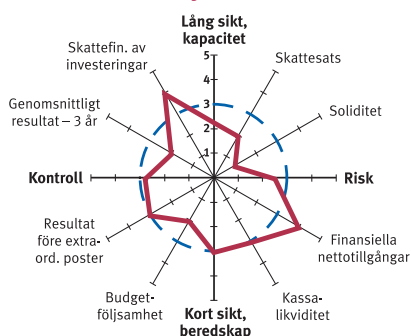 Lång sikt,
kapacitet
Skattefin. av
investeringar
Skattesats
Genomsnittligt
resultat – 3 år
Soliditet
5
4
3
2
1
Kontroll
Risk
Resultat
före extra-
ord. poster
Finansiella
nettotillgångar
Budget-
följsamhet
Kassa-
likviditet
Kort sikt,
beredskap